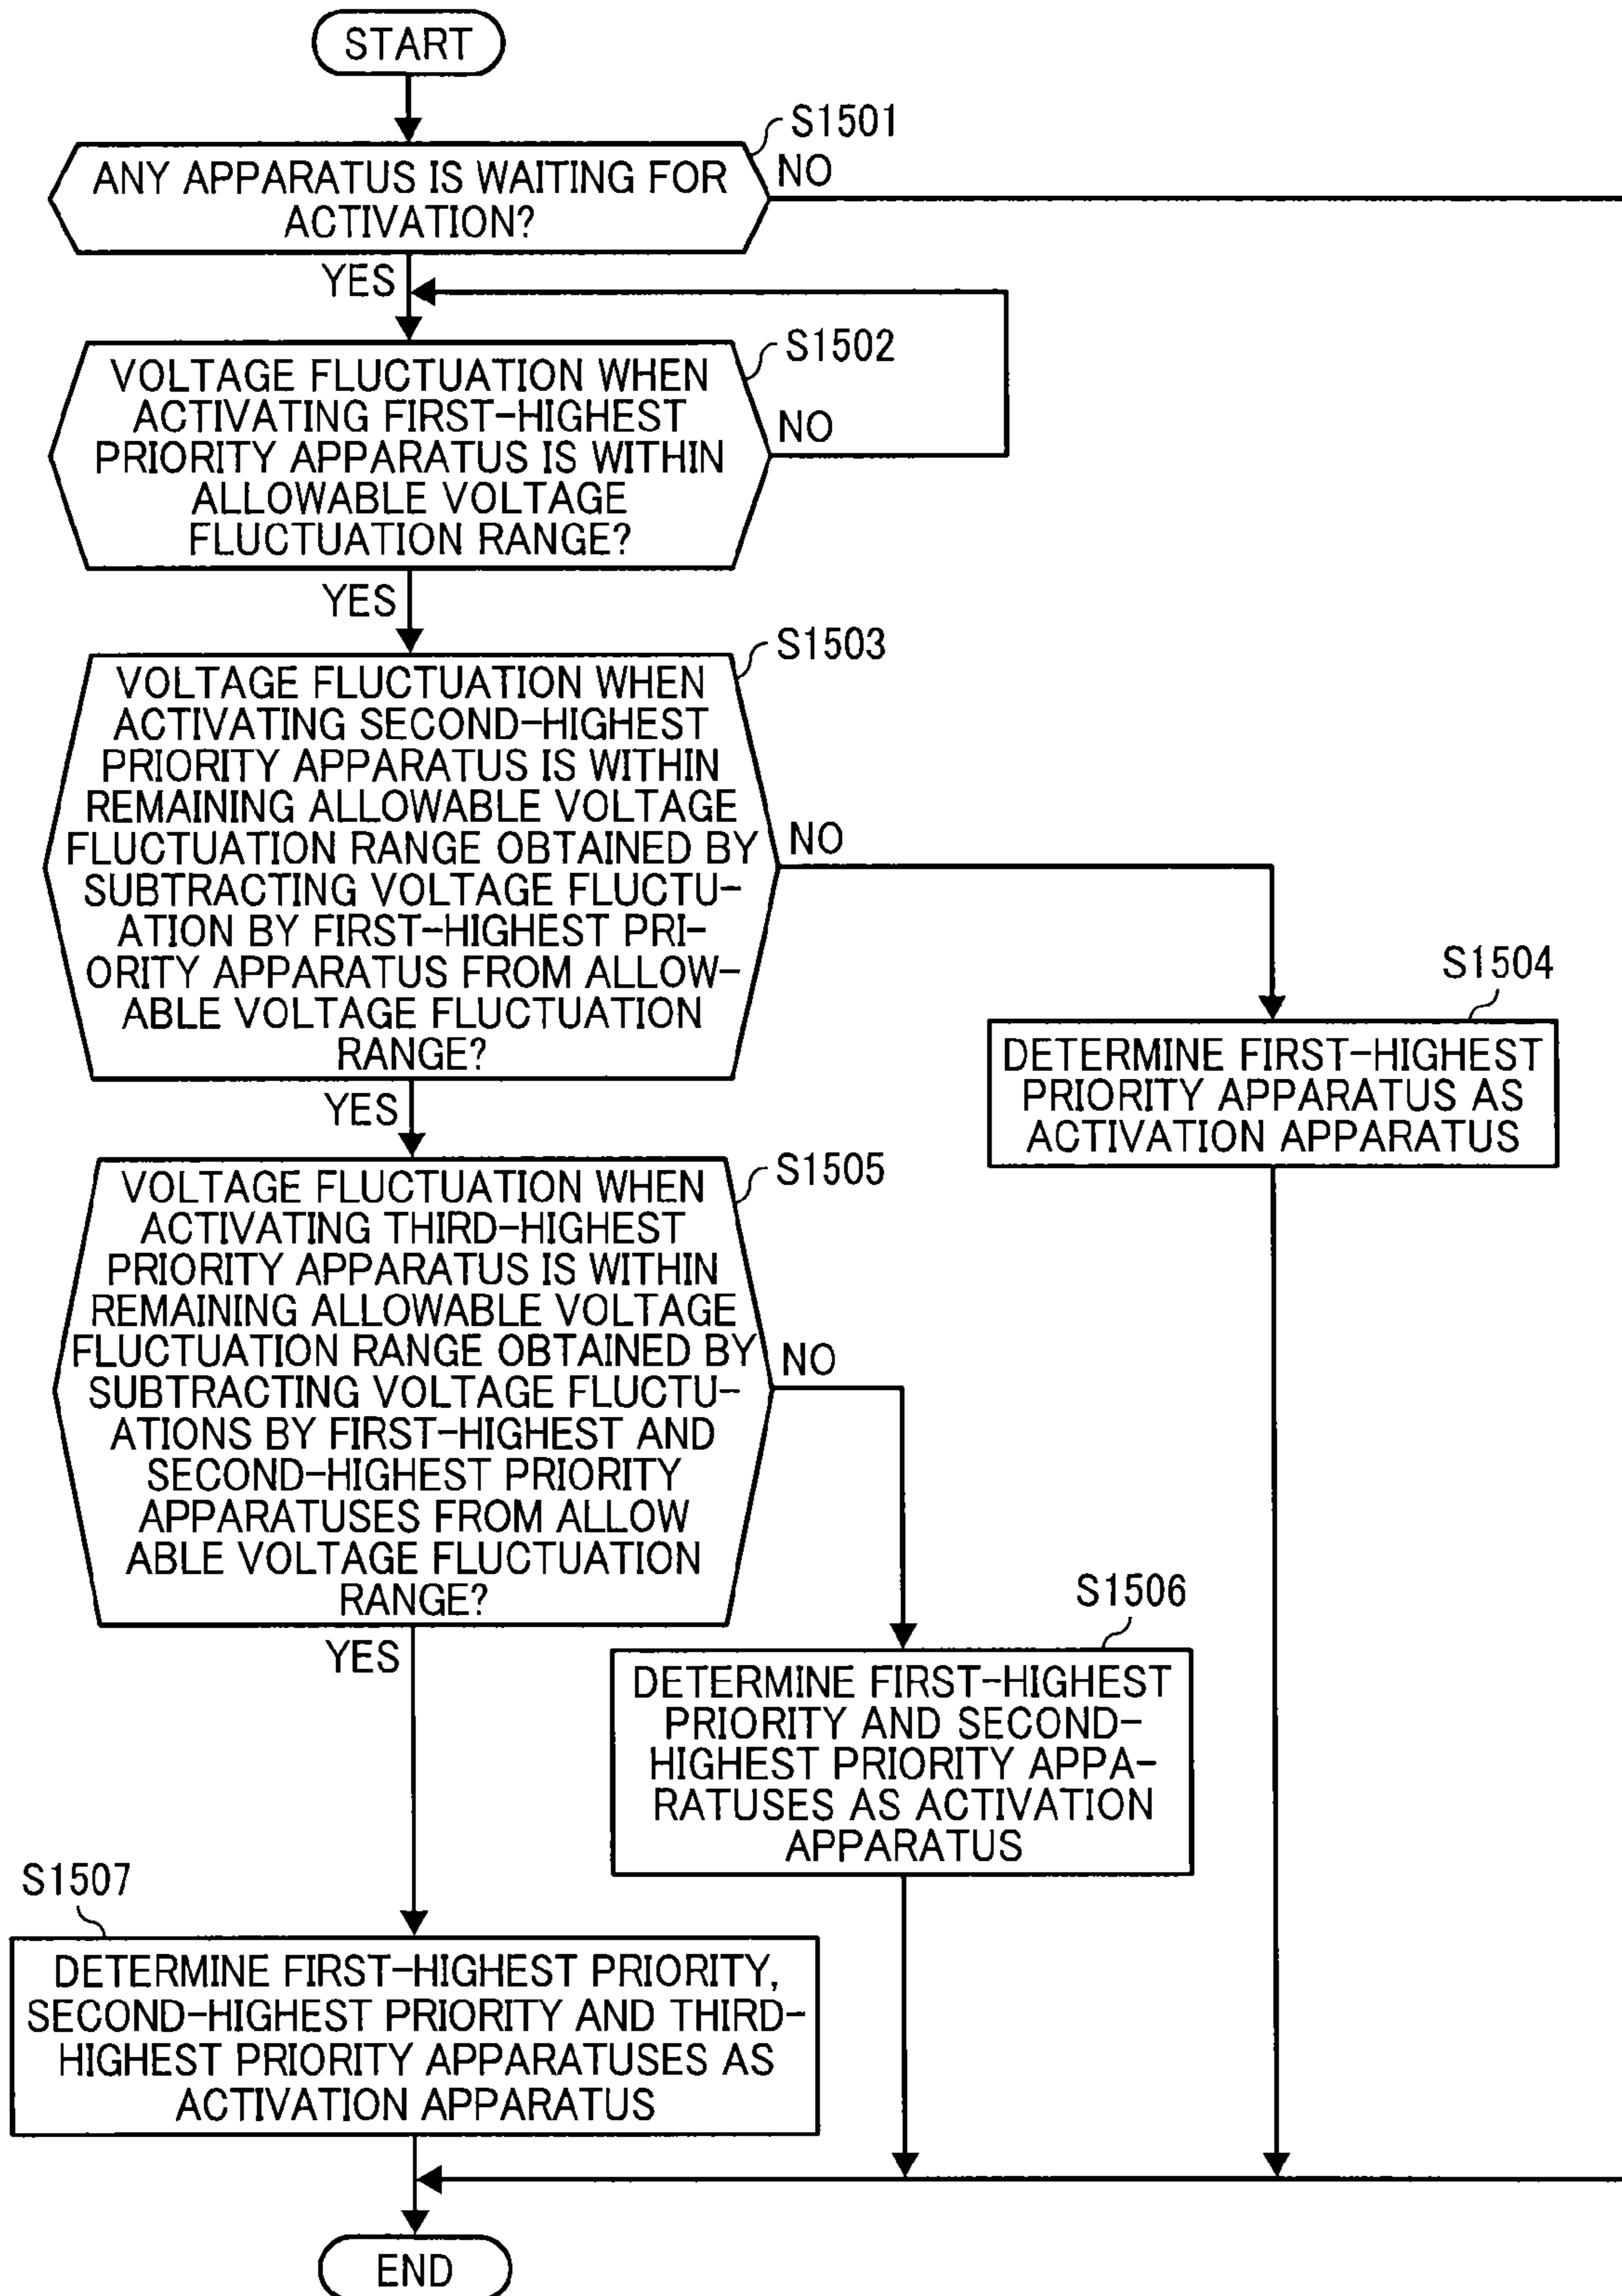 START
S1501
ANY APPARATUS IS WAITING FOR
ACTIVATION?
NO
YES
S1502
VOLTAGE FLUCTUATION WHEN
ACTIVATING FIRST-HIGHEST
PRIORITY APPARATUS IS WITHIN
ALLOWABLE VOLTAGE
FLUCTUATION RANGE?
NO
YES
S1503
VOLTAGE FLUCTUATION WHEN
ACTIVATING SECOND-HIGHEST
PRIORITY APPARATUS IS WITHIN
REMAINING ALLOWABLE VOLTAGE
FLUCTUATION RANGE OBTAINED BY
SUBTRACTING VOLTAGE FLUCTU-
ATION BY FIRST-HIGHEST PRI-
ORITY APPARATUS FROM ALLOW-
ABLE VOLTAGE FLUCTUATION
RANGE?
NO
YES
S1504
DETERMINE FIRST-HIGHEST
PRIORITY APPARATUS AS
ACTIVATION APPARATUS
S1505
VOLTAGE FLUCTUATION WHEN
ACTIVATING THIRD-HIGHEST
PRIORITY APPARATUS IS WITHIN
REMAINING ALLOWABLE VOLTAGE
FLUCTUATION RANGE OBTAINED BY
SUBTRACTING VOLTAGE FLUCTU-
ATIONS BY FIRST-HIGHEST AND
SECOND-HIGHEST PRIORITY
APPARATUSES FROM ALLOW
ABLE VOLTAGE FLUCTUATION
RANGE?
NO
YES
S1506
DETERMINE FIRST-HIGHEST
PRIORITY AND SECOND-
HIGHEST PRIORITY APPA-
RATUSES AS ACTIVATION
APPARATUS
S1507
DETERMINE FIRST-HIGHEST PRIORITY,
SECOND-HIGHEST PRIORITY AND THIRD-
HIGHEST PRIORITY APPARATUSES AS
ACTIVATION APPARATUS
END